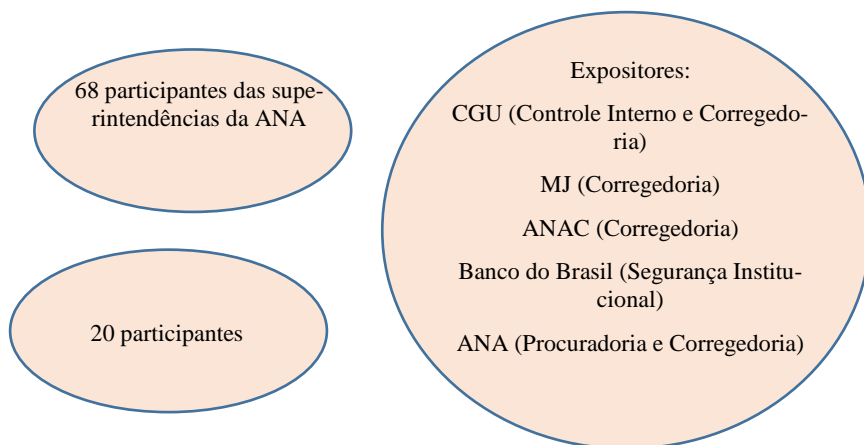 68 participantes das supe-
rintendências da ANA
20 participantes
Expositores:
CGU (Controle Interno e Corregedo-
ria)
MJ (Corregedoria)
ANAC (Corregedoria)
Banco do Brasil (Segurança Institu-
cional)
ANA (Procuradoria e Corregedoria)